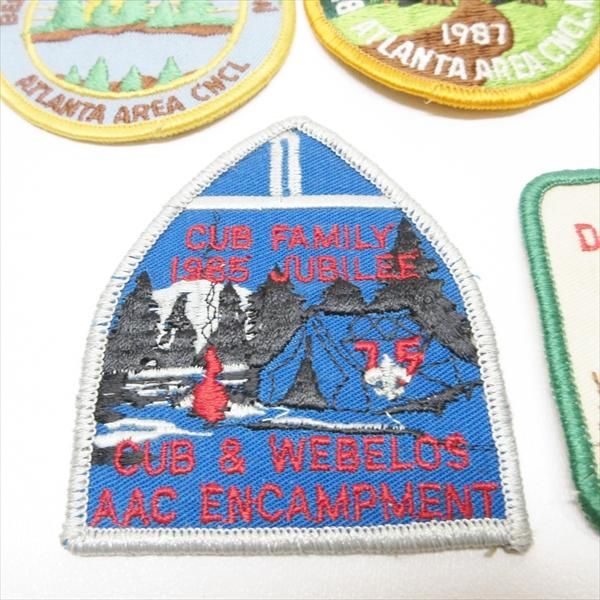 ATLANTA AREA CNCL
1987
ATLANTA AREA CNCL
CUB FAMILY
1985 JUBILEE
75
CUB & WEBELOS
AAC ENCAMPMENT